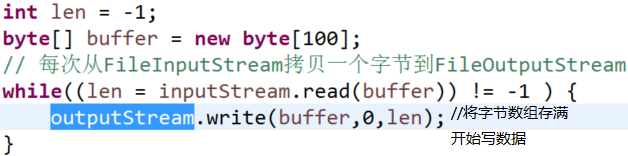 int len = -1;
byte[] buffer = new byte[100];
// 每次从FileInputStream拷贝一个字节到FileOutputStream
while((len = inputStream.read(buffer)) != -1 ) {
outputStream.write(buffer,0,len); //将字节数组存满
开始写数据
}